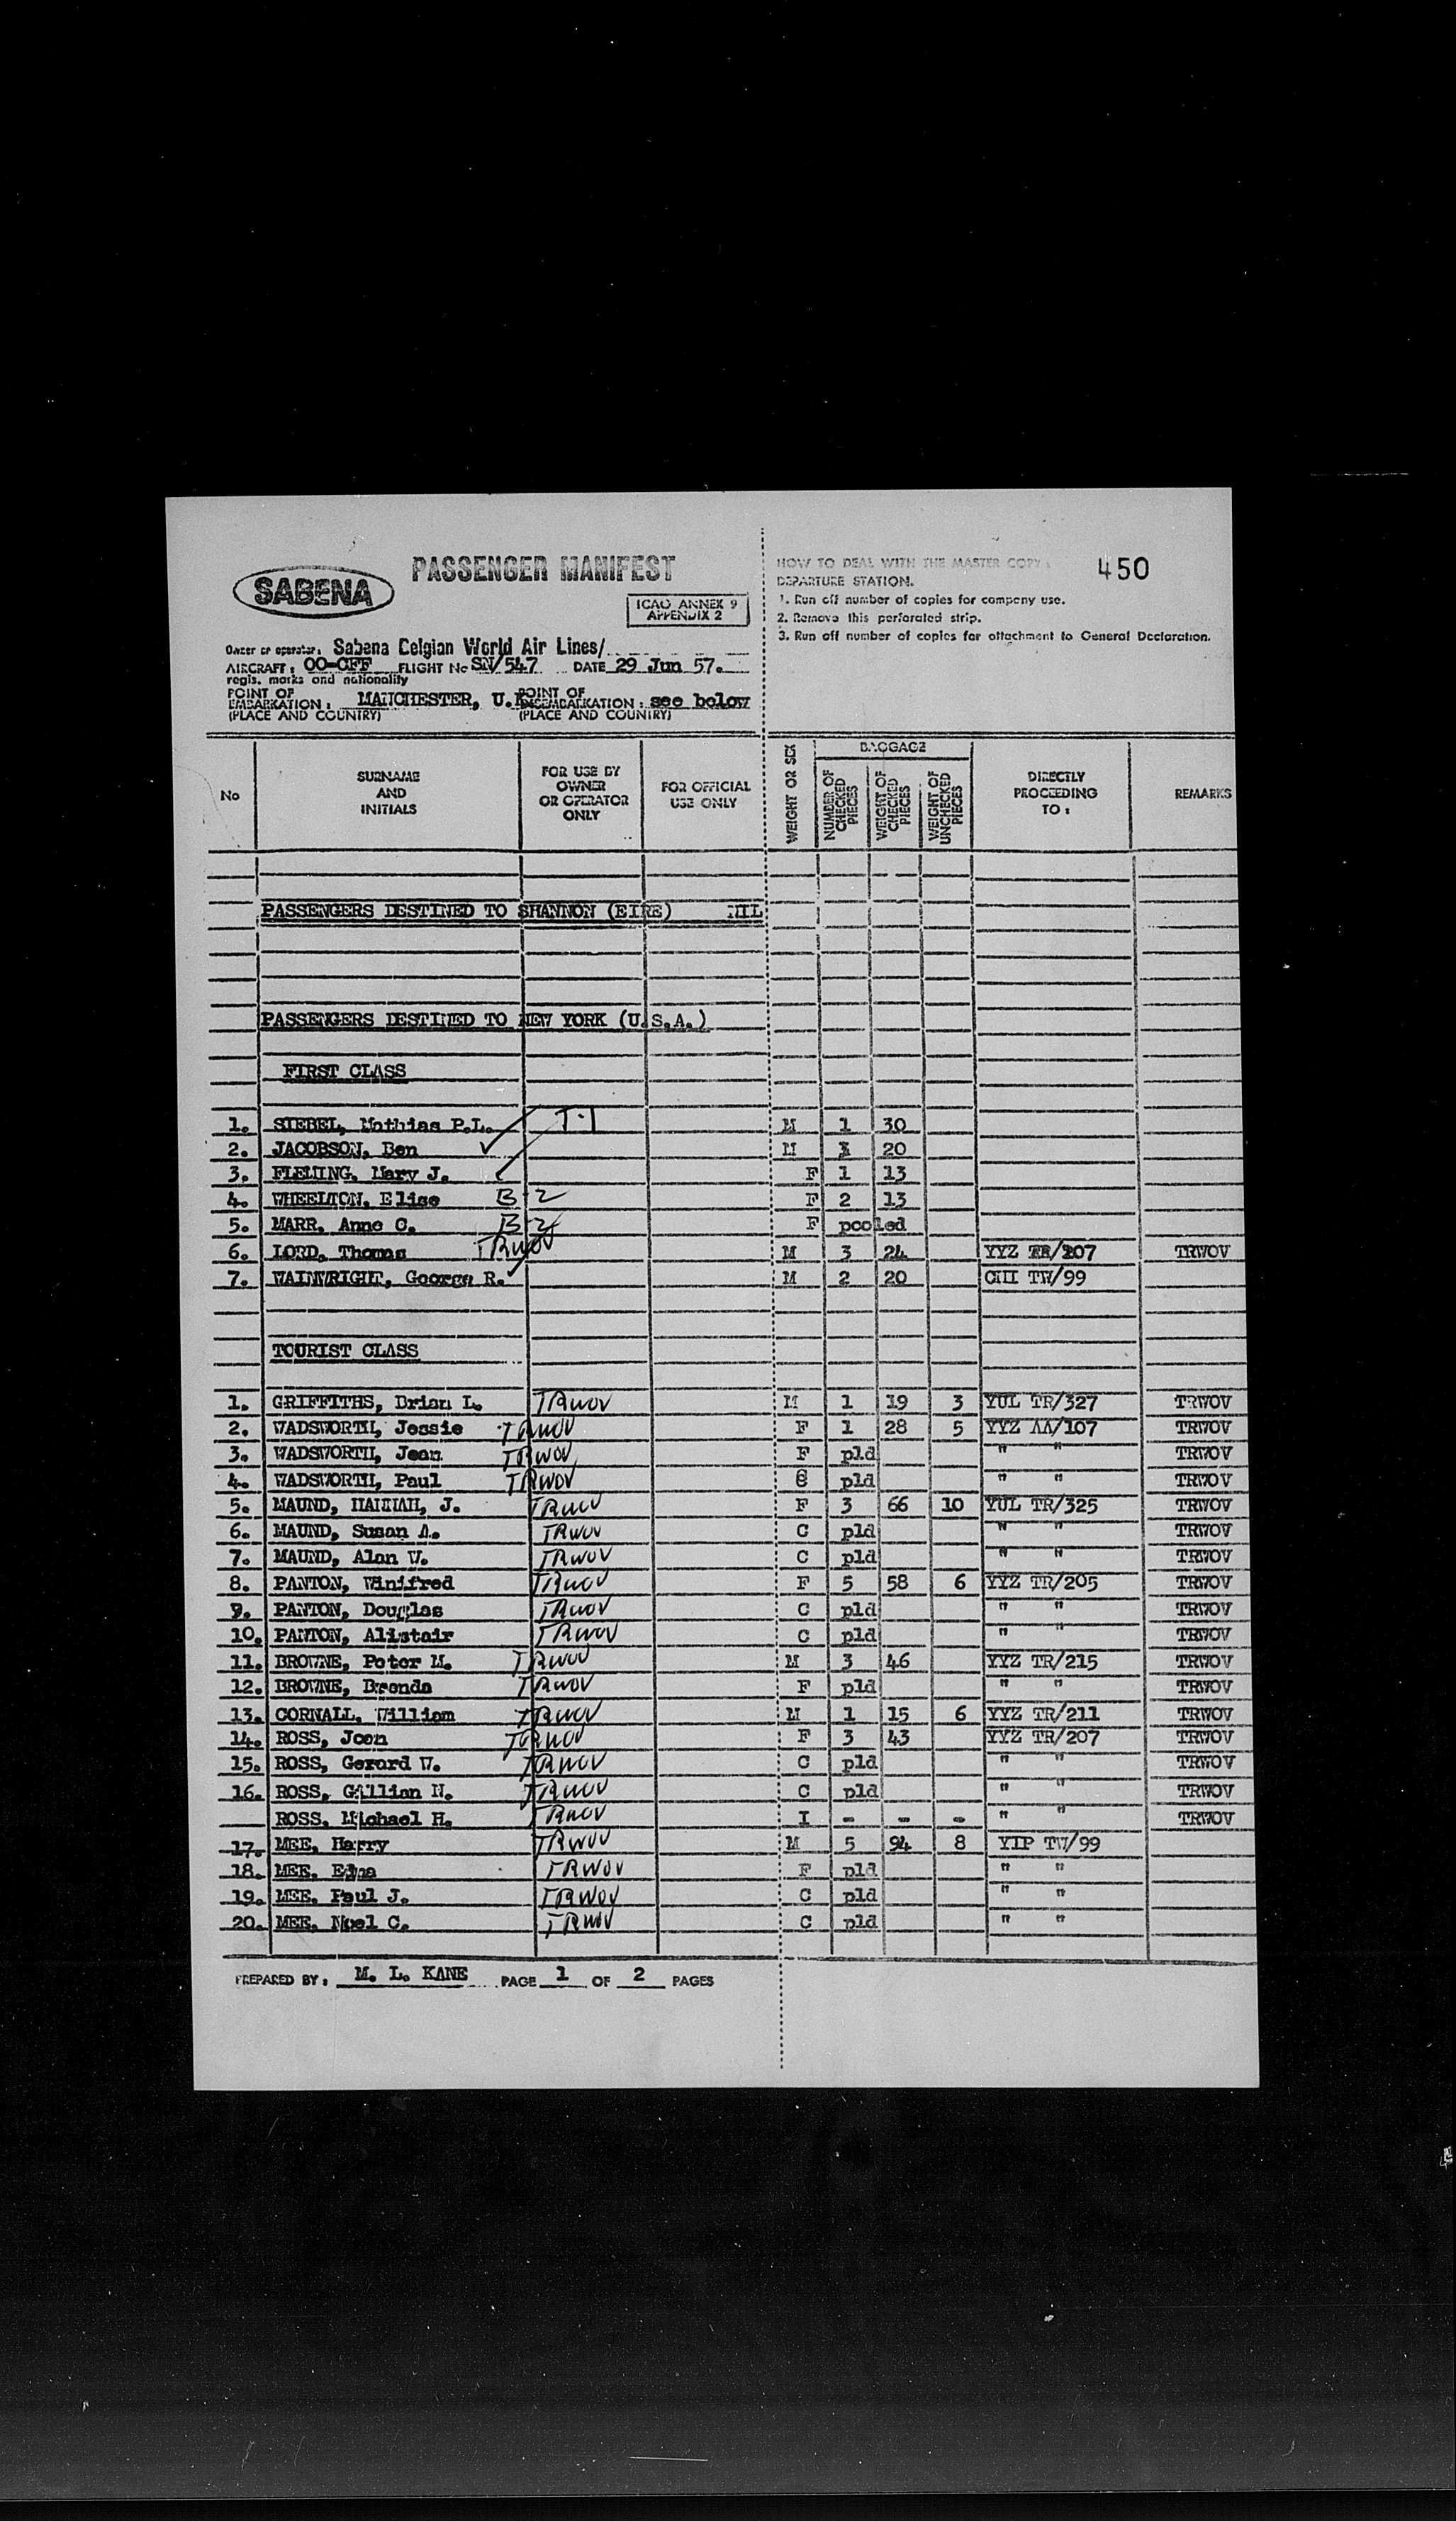 PASSENGER MANIFEST
SABENA
ICAO ANNEX 9
APPENDIX 2
HOW TO DEAL WITH THE MASTER COPY :
DEPARTURE STATION.
1. Run off number of copies for company use.
2. Remove this perforated strip.
3. Run off number of copies for attachment to General Declaration.
450
Owner or operator: Sabena Belgian World Air Lines/
AIRCRAFT: FLIGHT No SN/547 DATE 29 Jun 57.
regis. marks and nationality
POINT OF EMBARKATION: MANCHESTER, U.K. POINT OF DISEMBARKATION: see below
(PLACE AND COUNTRY) (PLACE AND COUNTRY)
No
SURNAME AND INITIALS
FOR USE BY OWNER OR OPERATOR ONLY
FOR OFFICIAL USE ONLY
WEIGHT OR SEX
BAGGAGE
NUMBER OF CHECKED PIECES
WEIGHT OF CHECKED PIECES
WEIGHT OF UNCHECKED PIECES
DIRECTLY PROCEEDING TO :
REMARKS
PASSENGERS DESTINED TO SHANNON (EIRE) NIL
PASSENGERS DESTINED TO NEW YORK (U.S.A.)
FIRST CLASS
1. SIEBEL, Mathias P.L. T-1 M 1 30
2. JACOBSON, Ben ✓ M 3 20
3. FLEMING, Mary J. F 1 13
4. WHEELTON, Elise B-2 F 2 13
5. MARR, Anne C. B-2 F pooled
6. LORD, Thomas TRWOV M 3 24 YYZ TR/207 TRWOV
7. WAINWRIGHT, George R. M 2 20 CHI TW/99
TOURIST CLASS
1. GRIFFITHS, Brian L. TRWOV M 1 19 3 YUL TR/327 TRWOV
2. WADSWORTH, Jessie TRWOV F 1 28 5 YYZ AA/107 TRWOV
3. WADSWORTH, Jean TRWOV F pld " " TRWOV
4. WADSWORTH, Paul TRWOV C pld " " TRWOV
5. MAUND, HANNAH, J. TRWOV F 3 66 10 YUL TR/325 TRWOV
6. MAUND, Susan A. TRWOV C pld " " TRWOV
7. MAUND, Alan W. TRWOV C pld " " TRWOV
8. PANTON, Winifred TRWOV F 5 58 6 YYZ TR/205 TRWOV
9. PANTON, Douglas TRWOV C pld " " TRWOV
10. PANTON, Alistair TRWOV C pld " " TRWOV
11. BROWNE, Peter M. TRWOV M 3 46 YYZ TR/215 TRWOV
12. BROWNE, Brenda TRWOV F pld " " TRWOV
13. CORNALL, William TRWOV M 1 15 6 YYZ TR/211 TRWOV
14. ROSS, Joan TRWOV F 3 43 YYZ TR/207 TRWOV
15. ROSS, Gerard W. TRWOV C pld " " TRWOV
16. ROSS, Gillian H. TRWOV C pld " " TRWOV
ROSS, Michael H. TRWOV I - - - " " TRWOV
17. MEE, Harry TRWOV M 5 94 8 YIP TW/99
18. MEE, Edna TRWOV F pld " "
19. MEE, Paul J. TRWOV C pld " "
20. MEE, Noel C. TRWOV C pld " "
PREPARED BY: M. L. KANE PAGE 1 OF 2 PAGES